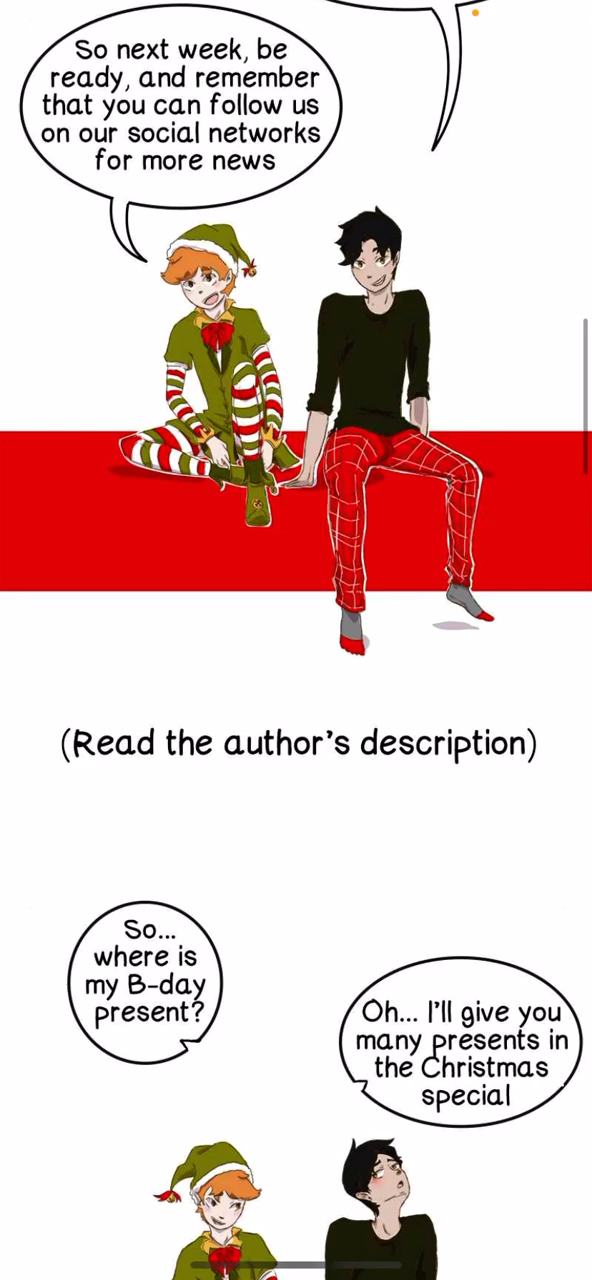 So next week, be
ready, and remember
that you can follow us
on our social networks
for more news
(Read the author's description)
So...
where is
my B-day
present?
Oh... I'll give you
many presents in
the Christmas
special